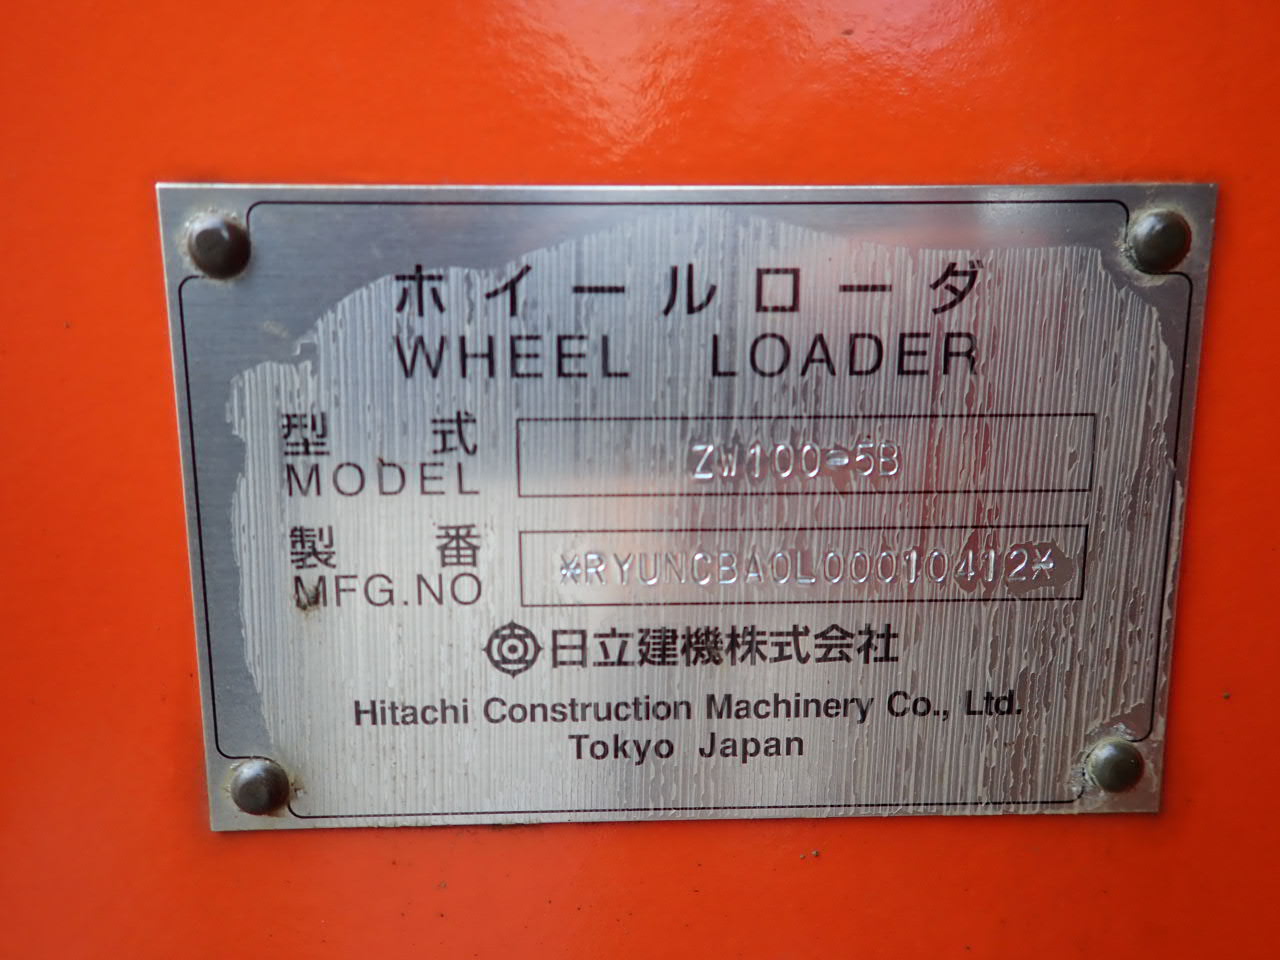 ホイールローダ
WHEEL LOADER
型式 ZW100-5B
MODEL
製番 *RYUNCBA0L00010412*
MFG.NO
日立建機株式会社
Hitachi Construction Machinery Co., Ltd.
Tokyo Japan